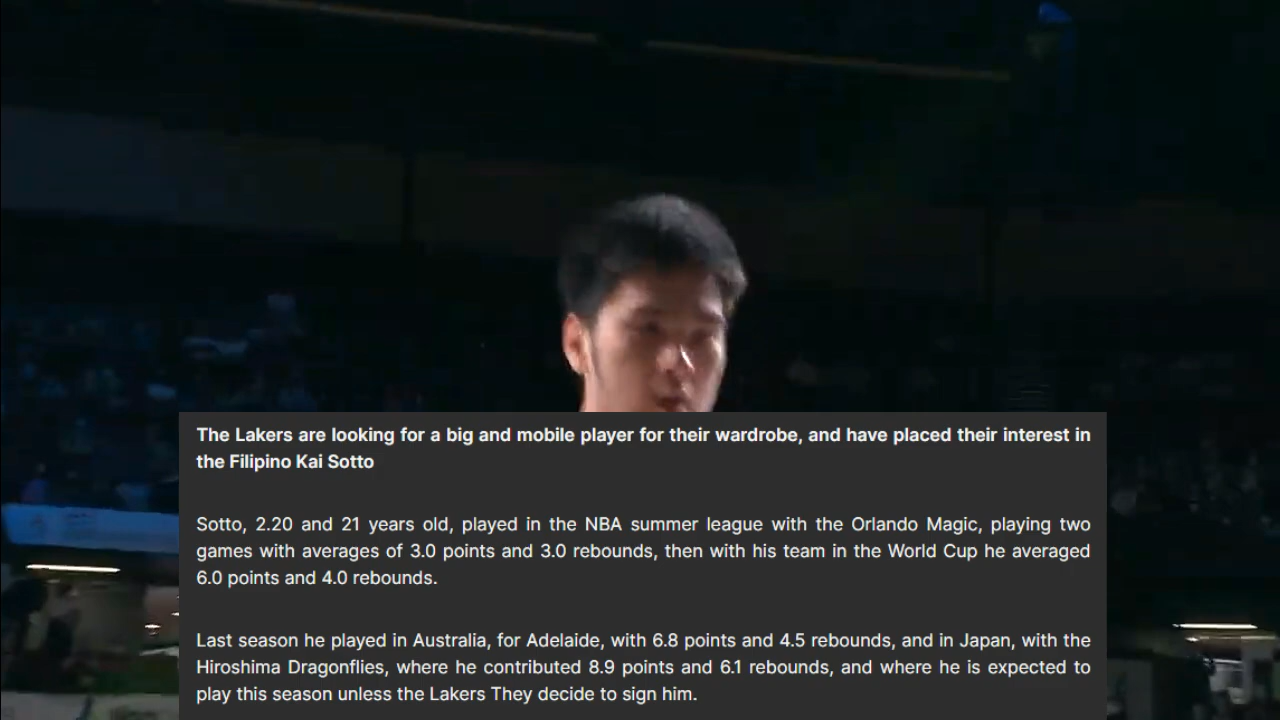 The Lakers are looking for a big and mobile player for their wardrobe, and have placed their interest in
the Filipino Kai Sotto
Sotto, 2.20 and 21 years old, played in the NBA summer league with the Orlando Magic, playing two
games with averages of 3.0 points and 3.0 rebounds, then with his team in the World Cup he averaged
6.0 points and 4.0 rebounds.
Last season he played in Australia, for Adelaide, with 6.8 points and 4.5 rebounds, and in Japan, with the
Hiroshima Dragonflies, where he contributed 8.9 points and 6.1 rebounds, and where he is expected to
play this season unless the Lakers They decide to sign him.